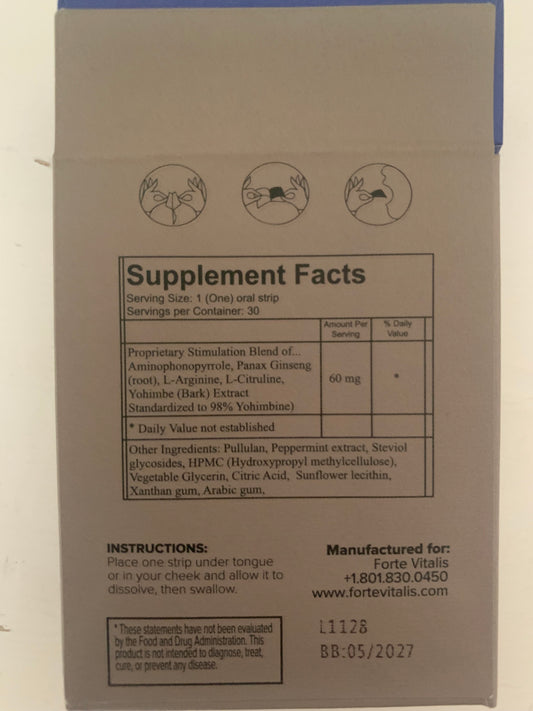 Supplement Facts
Serving Size: 1 (One) oral strip
Servings per Container: 30
Amount Per
Serving
% Daily
Value
Proprietary Stimulation Blend of...
Aminophonopyrrole, Panax Ginseng
(root), L-Arginine, L-Citruline,
Yohimbe (Bark) Extract
Standardized to 98% Yohimbine)
60 mg
*
* Daily Value not established
Other Ingredients: Pullulan, Peppermint extract, Steviol
glycosides, HPMC (Hydroxypropyl methylcellulose),
Vegetable Glycerin, Citric Acid, Sunflower lecithin,
Xanthan gum, Arabic gum,
INSTRUCTIONS:
Place one strip under tongue
or in your cheek and allow it to
dissolve, then swallow.
Manufactured for:
Forte Vitalis
+1.801.830.0450
www.fortevitalis.com
* These statements have not been evaluated
by the Food and Drug Administration. This
product is not intended to diagnose, treat,
cure, or prevent any disease.
L1128
BB:05/2027